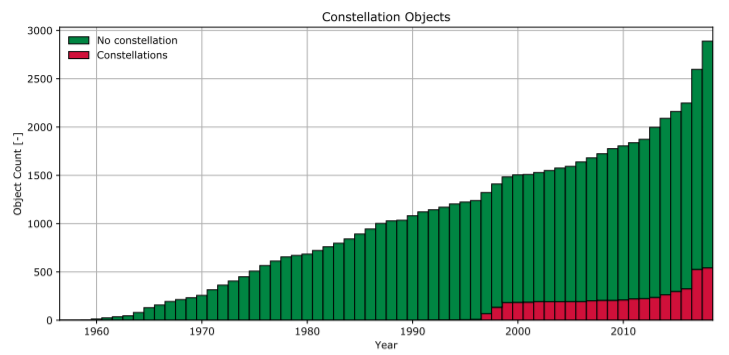 Constellation Objects
3000
2500
2000
1500
1000
500
0
Object Count [-]
No constellation
Constellations
1960 1970 1980 1990 2000 2010
Year